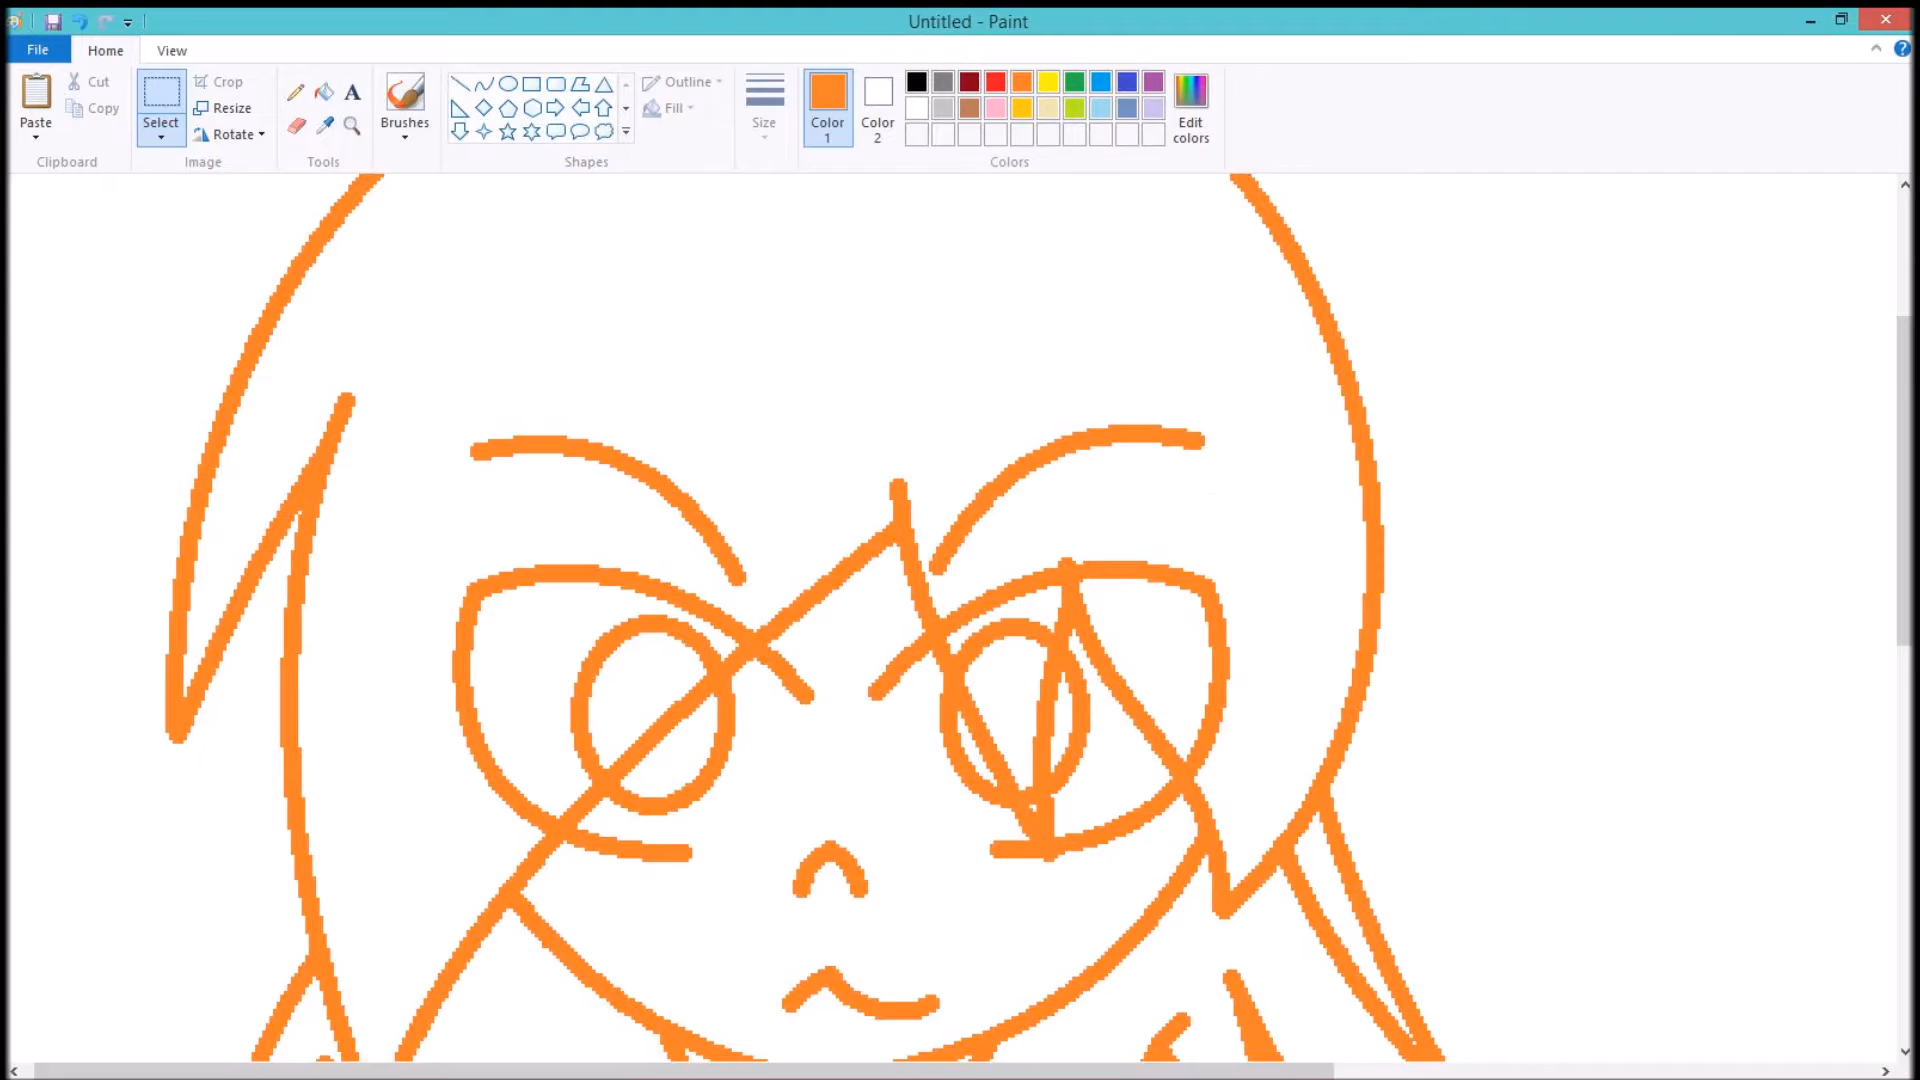 Untitled - Paint
File Home View
Paste
Cut
Copy
Clipboard
Select
Crop
Resize
Rotate
Image
A
Tools
Brushes
Shapes
Outline
Fill
Size
Color 1
Color 2
Edit colors
Colors